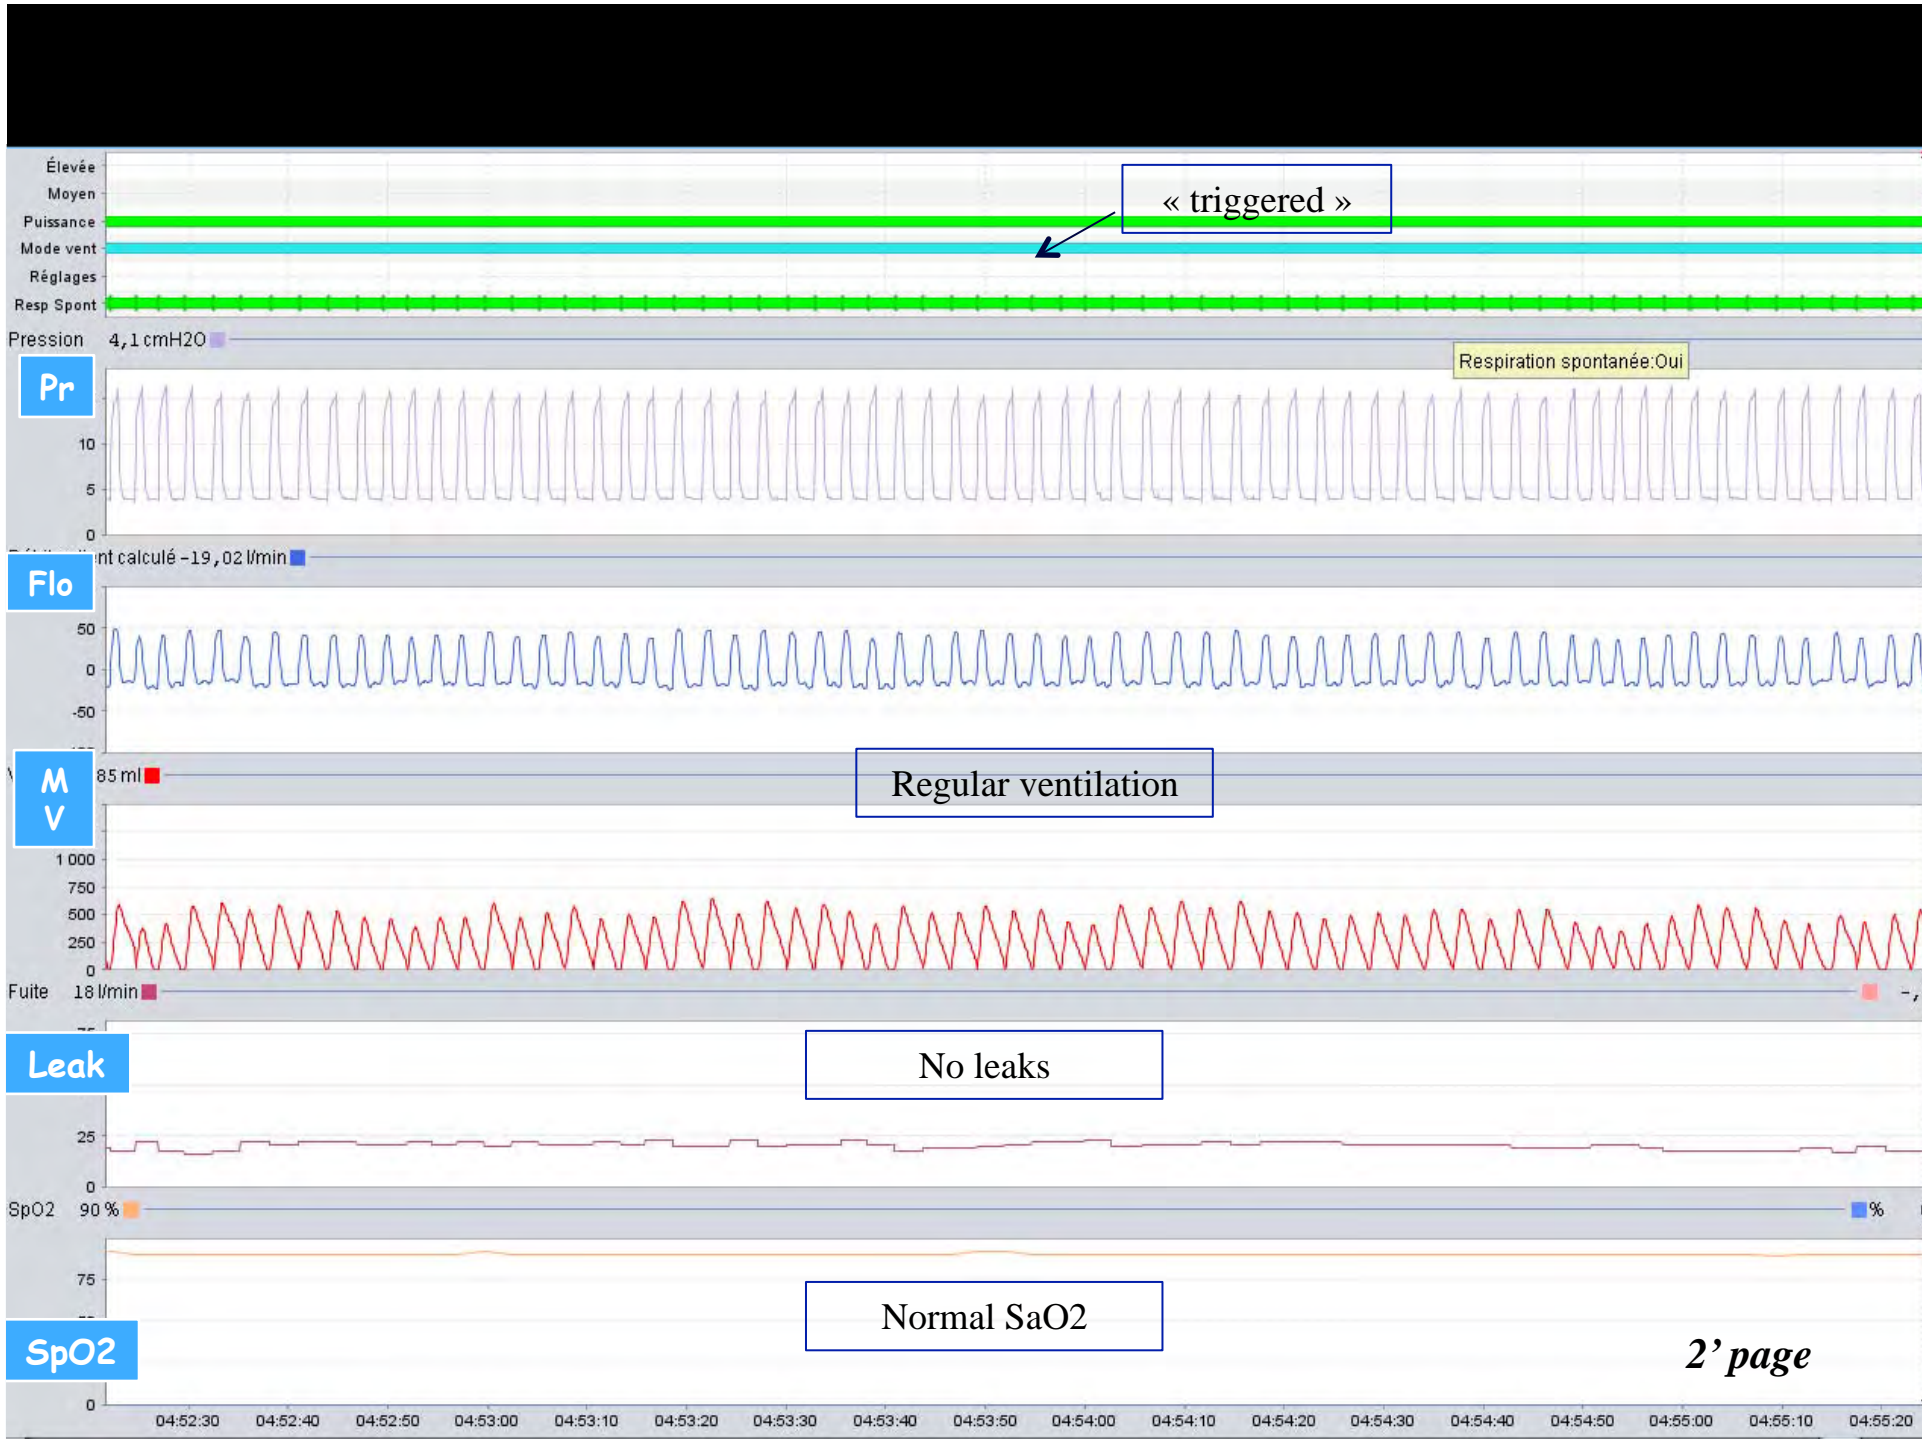 Élevée
Moyen
« triggered »
Puissance
Mode vent
Réglages
Resp Spont
Pression 4,1 cmH2O
Respiration spontanée:Oui
Pr
10
5
0
nt calculé -19,02 l/min
Flo
50
0
-50
85 ml
M
V
Regular ventilation
1 000
750
500
250
0
Fuite 18 l/min
-,
Leak
No leaks
25
0
SpO2 90 %
%
75
Normal SaO2
SpO2
2’ page
0
04:52:30 04:52:40 04:52:50 04:53:00 04:53:10 04:53:20 04:53:30 04:53:40 04:53:50 04:54:00 04:54:10 04:54:20 04:54:30 04:54:40 04:54:50 04:55:00 04:55:10 04:55:20